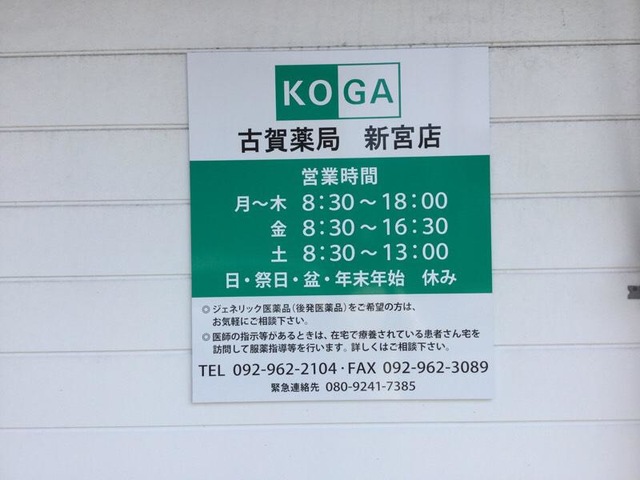 KOGA
古賀薬局 新宮店
営業時間
月～木 8:30～18:00
金 8:30～16:30
土 8:30～13:00
日・祭日・盆・年末年始 休み
◎ジェネリック医薬品(後発医薬品)をご希望の方は、
お気軽にご相談下さい。
◎医師の指示等があるときは、在宅で療養されている患者さん宅を
訪問して服薬指導等を行います。詳しくはご相談下さい。
TEL 092-962-2104・FAX 092-962-3089
緊急連絡先 080-9241-7385